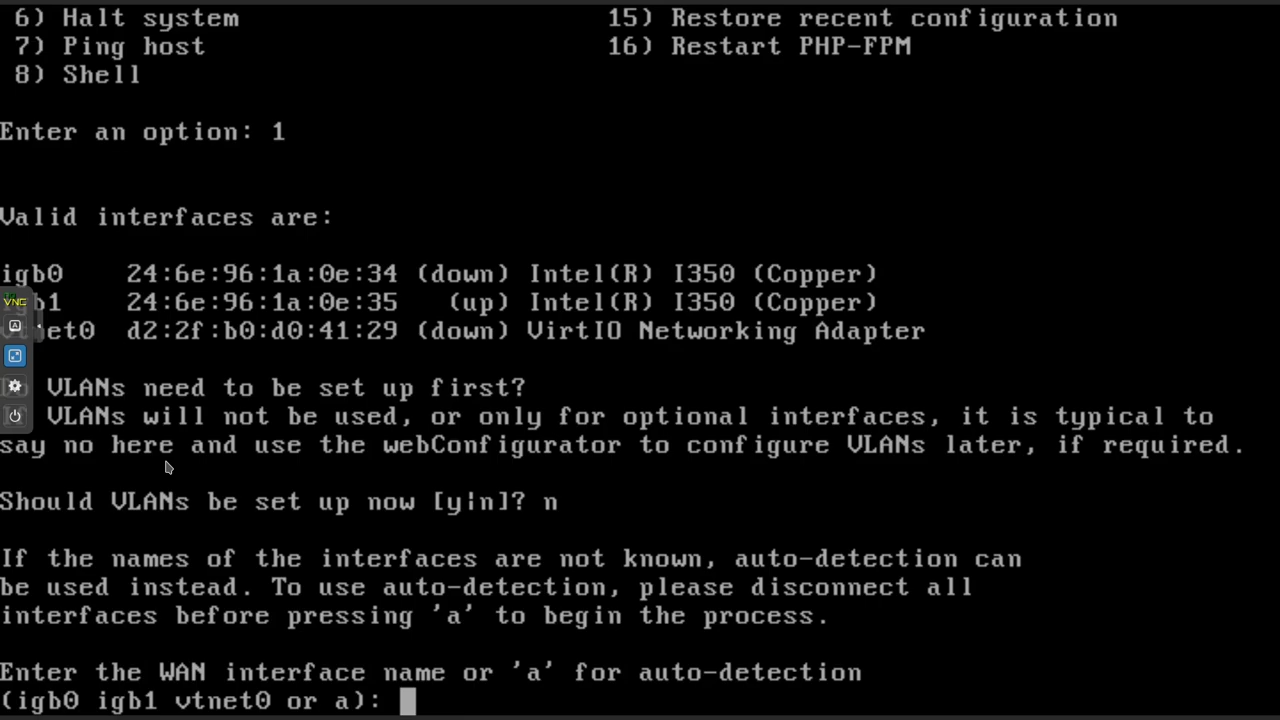 6) Halt system 15) Restore recent configuration
7) Ping host 16) Restart PHP-FPM
8) Shell
Enter an option: 1
Valid interfaces are:
igb0 24:6e:96:1a:0e:34 (down) Intel(R) I350 (Copper)
VNC gb1 24:6e:96:1a:0e:35 (up) Intel(R) I350 (Copper)
A net0 d2:2f:b0:d0:41:29 (down) VirtIO Networking Adapter
VLANs need to be set up first?
VLANs will not be used, or only for optional interfaces, it is typical to
say no here and use the webConfigurator to configure VLANs later, if required.
Should VLANs be set up now [y|n]? n
If the names of the interfaces are not known, auto-detection can
be used instead. To use auto-detection, please disconnect all
interfaces before pressing 'a' to begin the process.
Enter the WAN interface name or 'a' for auto-detection
(igb0 igb1 vtnet0 or a):